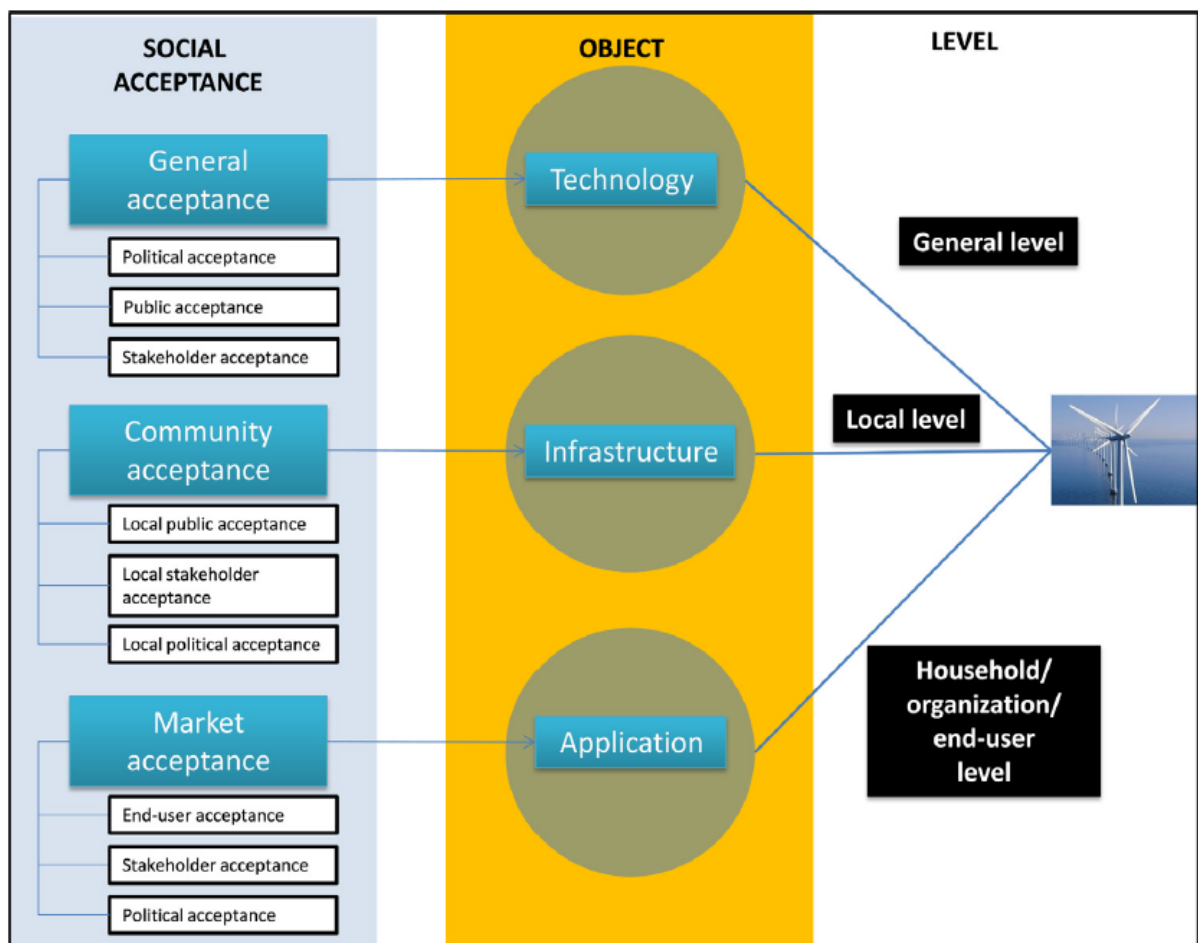 SOCIAL
ACCEPTANCE
OBJECT
LEVEL
General
acceptance
Political acceptance
Public acceptance
Stakeholder acceptance
Technology
General level
Community
acceptance
Local public acceptance
Local stakeholder
acceptance
Local political acceptance
Infrastructure
Local level
Market
acceptance
End-user acceptance
Stakeholder acceptance
Political acceptance
Application
Household/
organization/
end-user
level